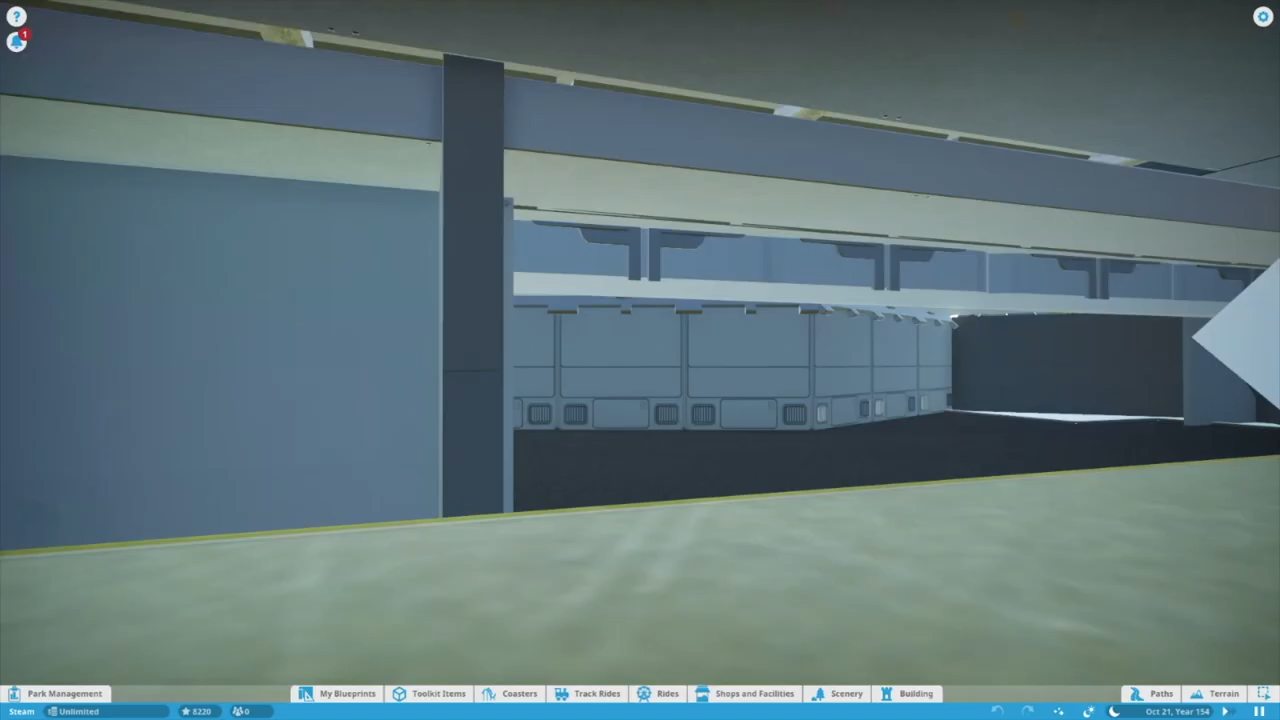 ?
1
Park Management
My Blueprints
Toolkit Items
Coasters
Track Rides
Rides
Shops and Facilities
Scenery
Building
Paths
Terrain
Steam
Unlimited
8220
0
Oct 21, Year 154